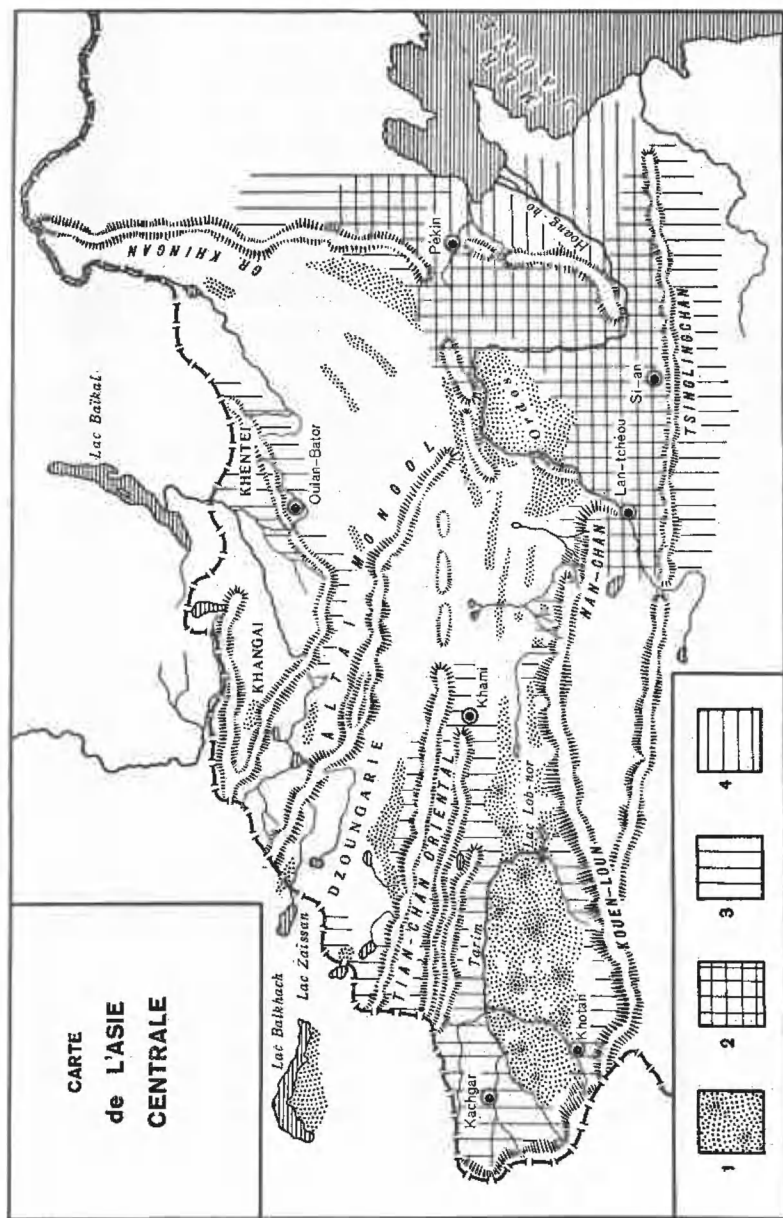 CARTE
de L'ASIE
CENTRALE
Lac Baïkal
Lac Balkhach
Lac Zaissan
KHANGAI
KHENTEI
Oulan-Bator
GR KHINGAN
ALTAI MONGOL
DZOUNGARIE
TIAN-CHAN ORIENTAL
Khami
Pékin
Kachgar
Tarim
Lac Lob-nor
Ordos
Hoang-ho
Khotan
KOUEN-LOUN
NAN-CHAN
Lan-tchéou
Si-an
TSINGLINGCHAN
1
2
3
4